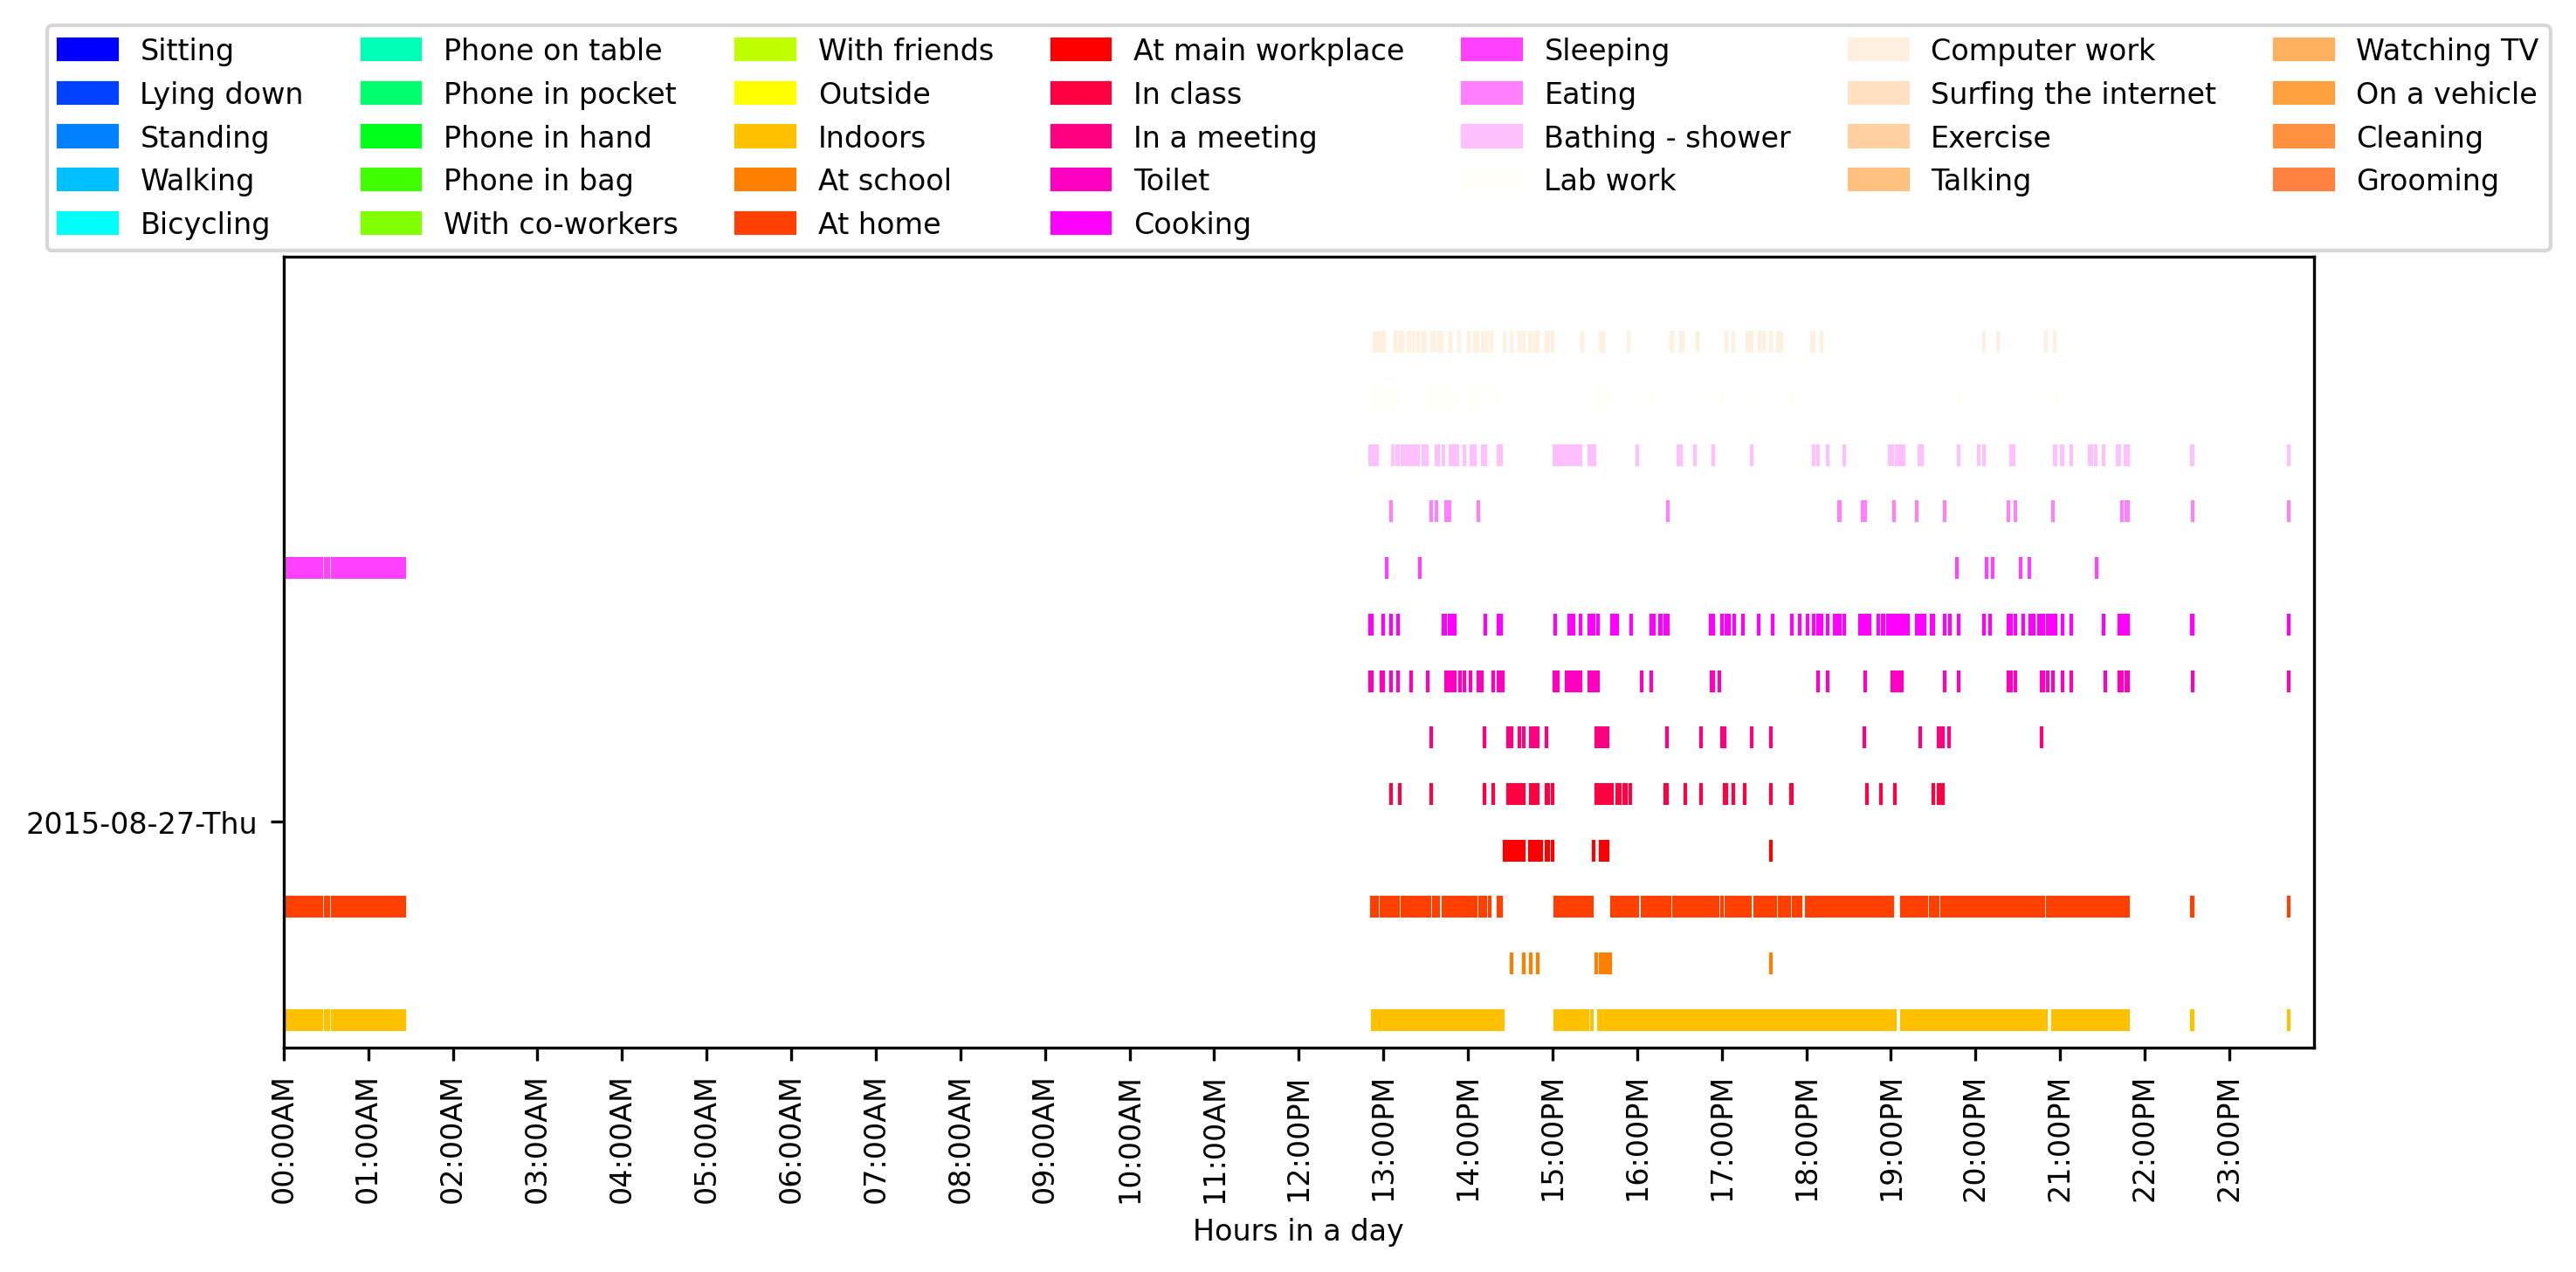 Sitting
Lying down
Standing
Walking
Bicycling
Phone on table
Phone in pocket
Phone in hand
Phone in bag
With co-workers
With friends
Outside
Indoors
At school
At home
At main workplace
In class
In a meeting
Toilet
Cooking
Sleeping
Eating
Bathing - shower
Lab work
Computer work
Surfing the internet
Exercise
Talking
Watching TV
On a vehicle
Cleaning
Grooming
2015-08-27-Thu
00:00AM
01:00AM
02:00AM
03:00AM
04:00AM
05:00AM
06:00AM
07:00AM
08:00AM
09:00AM
10:00AM
11:00AM
12:00PM
13:00PM
14:00PM
15:00PM
16:00PM
17:00PM
18:00PM
19:00PM
20:00PM
21:00PM
22:00PM
23:00PM
Hours in a day